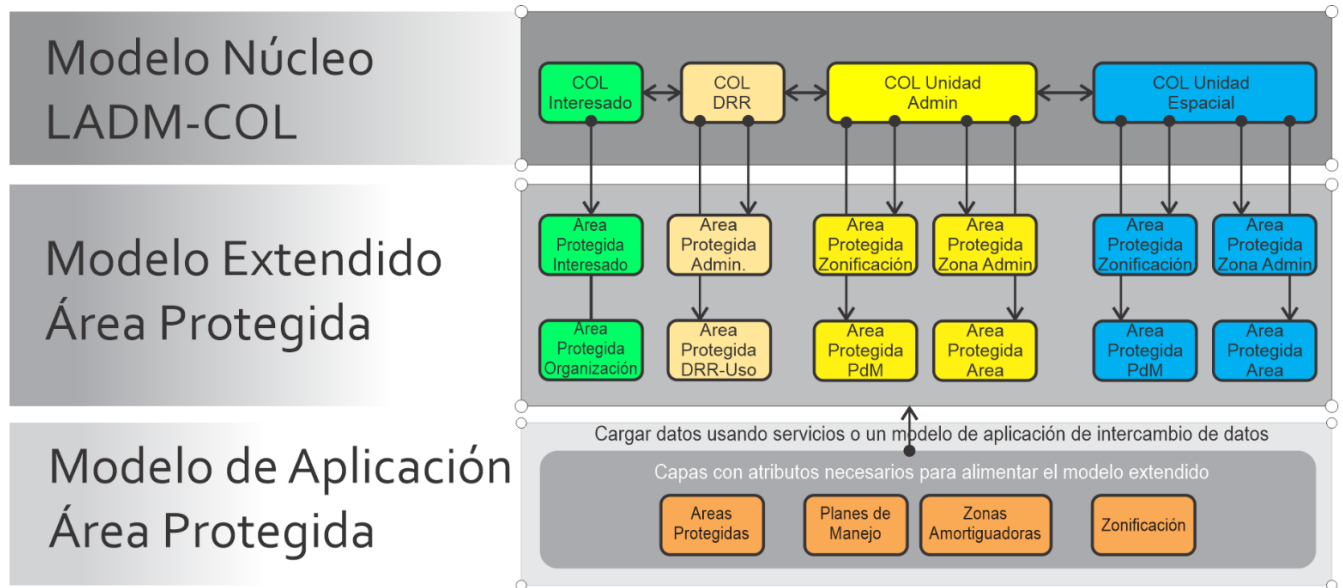 Modelo Núcleo
LADM-COL
COL
Interesado
COL
DRR
COL Unidad
Admin
COL Unidad
Espacial
Modelo Extendido
Área Protegida
Area
Protegida
Interesado
Area
Protegida
Admin.
Area
Protegida
Zonificación
Area
Protegida
Zona Admin
Area
Protegida
Zonificación
Area
Protegida
Zona Admin
Area
Protegida
Organización
Area
Protegida
DRR-Uso
Area
Protegida
PdM
Area
Protegida
Area
Area
Protegida
PdM
Area
Protegida
Area
Modelo de Aplicación
Área Protegida
Cargar datos usando servicios o un modelo de aplicación de intercambio de datos
Capas con atributos necesarios para alimentar el modelo extendido
Areas
Protegidas
Planes de
Manejo
Zonas
Amortiguadoras
Zonificación